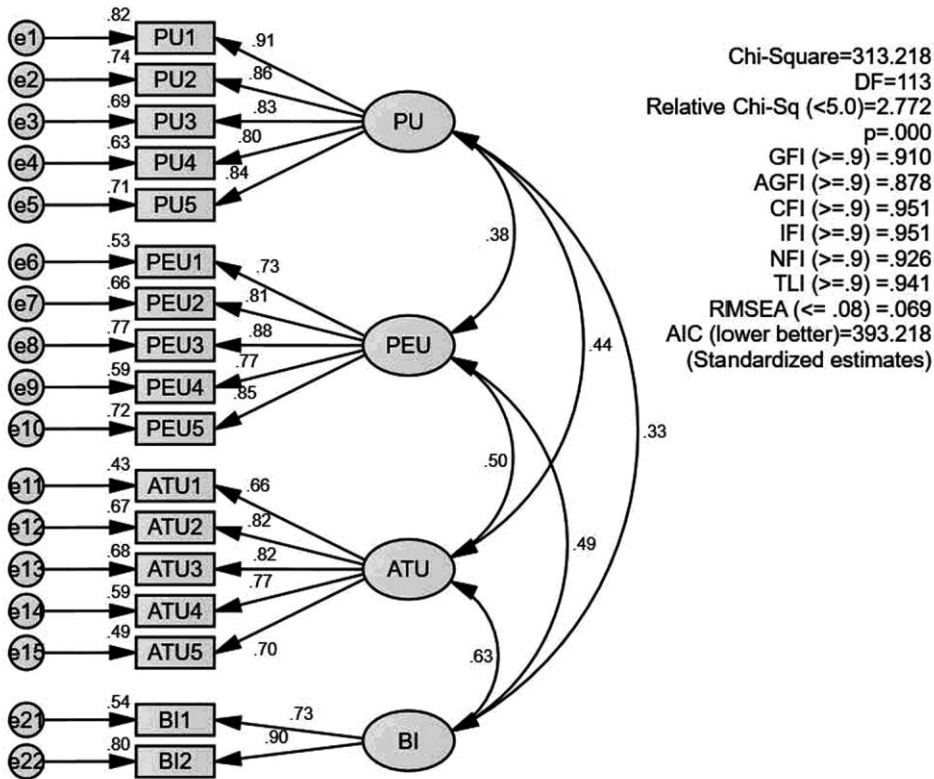 e1 .82 PU1 .91
e2 .74 PU2 .86
e3 .69 PU3 .83 PU
e4 .63 PU4 .80
e5 .71 PU5 .84
.38
e6 .53 PEU1 .73
e7 .66 PEU2 .81
e8 .77 PEU3 .88 PEU .44
e9 .59 PEU4 .77
e10 .72 PEU5 .85 .33
e11 .43 ATU1 .66 .50
e12 .67 ATU2 .82
e13 .68 ATU3 .82 ATU .49
e14 .59 ATU4 .77
e15 .49 ATU5 .70 .63
e21 .54 BI1 .73
e22 .80 BI2 .90 BI
Chi-Square=313.218
DF=113
Relative Chi-Sq (<5.0)=2.772
p=.000
GFI (>=.9) =.910
AGFI (>=.9) =.878
CFI (>=.9) =.951
IFI (>=.9) =.951
NFI (>=.9) =.926
TLI (>=.9) =.941
RMSEA (<= .08) =.069
AIC (lower better)=393.218
(Standardized estimates)